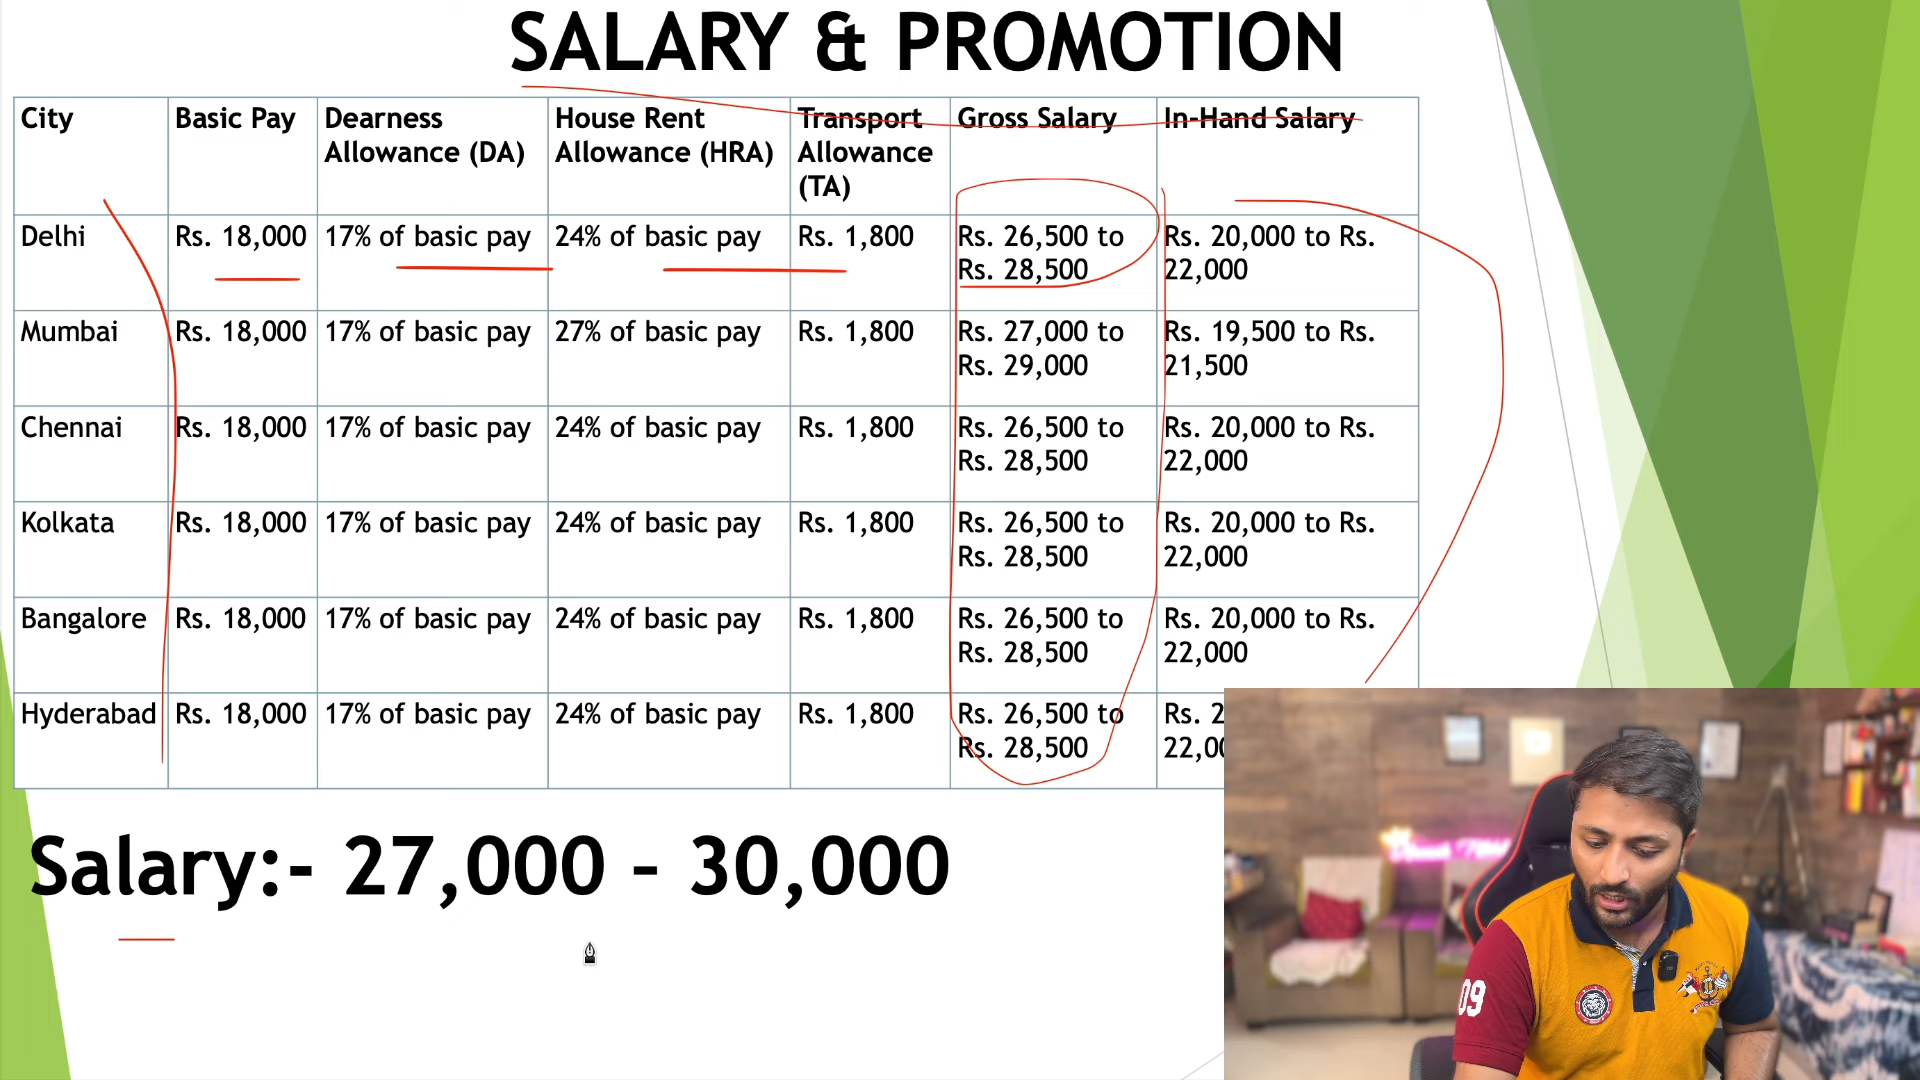 SALARY & PROMOTION
City
Basic Pay
Dearness
Allowance (DA)
House Rent
Allowance (HRA)
Transport
Allowance
(TA)
Gross Salary
In-Hand Salary
Delhi
Rs. 18,000
17% of basic pay
24% of basic pay
Rs. 1,800
Rs. 26,500 to
Rs. 28,500
Rs. 20,000 to Rs.
22,000
Mumbai
Rs. 18,000
17% of basic pay
27% of basic pay
Rs. 1,800
Rs. 27,000 to
Rs. 29,000
Rs. 19,500 to Rs.
21,500
Chennai
Rs. 18,000
17% of basic pay
24% of basic pay
Rs. 1,800
Rs. 26,500 to
Rs. 28,500
Rs. 20,000 to Rs.
22,000
Kolkata
Rs. 18,000
17% of basic pay
24% of basic pay
Rs. 1,800
Rs. 26,500 to
Rs. 28,500
Rs. 20,000 to Rs.
22,000
Bangalore
Rs. 18,000
17% of basic pay
24% of basic pay
Rs. 1,800
Rs. 26,500 to
Rs. 28,500
Rs. 20,000 to Rs.
22,000
Hyderabad
Rs. 18,000
17% of basic pay
24% of basic pay
Rs. 1,800
Rs. 26,500 to
Rs. 28,500
Rs. 2
22,00
Salary:- 27,000 - 30,000
09